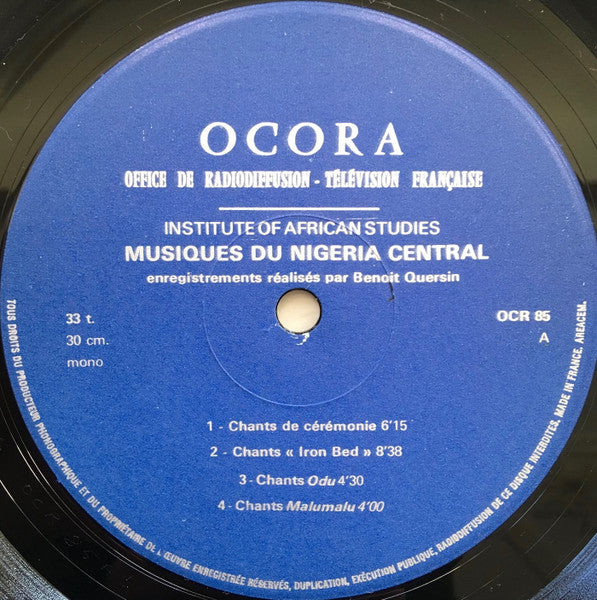 OCORA
OFFICE DE RADIODIFFUSION - TÉLÉVISION FRANÇAISE
INSTITUTE OF AFRICAN STUDIES
MUSIQUES DU NIGERIA CENTRAL
enregistrements réalisés par Benoit Quersin
33 t.
30 cm.
mono
OCR 85
A
1 - Chants de cérémonie 6'15
2 - Chants « Iron Bed » 8'38
3 - Chants Odu 4'30
4 - Chants Malumalu 4'00
TOUS DROITS DU PRODUCTEUR PHONOGRAPHIQUE ET DU PROPRIÉTAIRE DE L'ŒUVRE ENREGISTRÉE RÉSERVÉS, DUPLICATION, EXÉCUTION PUBLIQUE, RADIODIFFUSION DE CE DISQUE INTERDITES. MADE IN FRANCE. AREACEM.